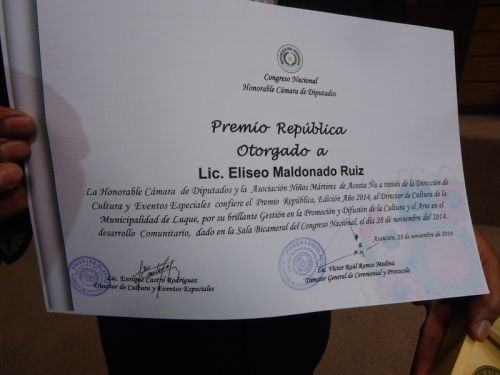 Congreso Nacional
Honorable Cámara de Diputados
Premio República
Otorgado a
Lic. Eliseo Maldonado Ruiz
La Honorable Cámara de Diputados y la Asociación Niños Mártires de Acosta Ñu a través de la Dirección de
Cultura y Eventos Especiales confiere el Premio República, Edición Año 2014, al Director de Cultura de la
Municipalidad de Luque, por su brillante Gestión en la Promoción y Difusión de la Cultura y el Arte en el
desarrollo Comunitario, dado en la Sala Bicameral del Congreso Nacional, el día 28 de noviembre del 2014.
Asunción, 28 de noviembre 2014
Lic. Enrique Castro Rodríguez
Director de Cultura y Eventos Especiales
Lic. Víctor Raúl Ramos Medina
Director General de Ceremonial y Protocolo